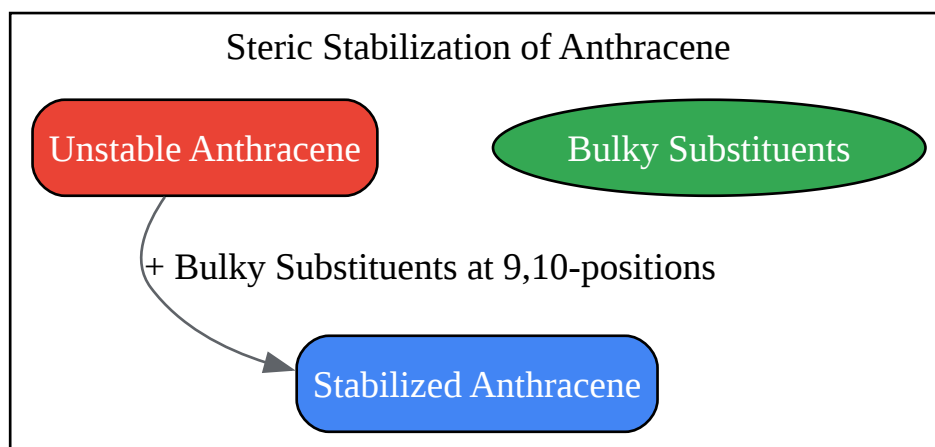 Steric Stabilization of Anthracene
Unstable Anthracene
Bulky Substituents
+ Bulky Substituents at 9,10-positions
Stabilized Anthracene